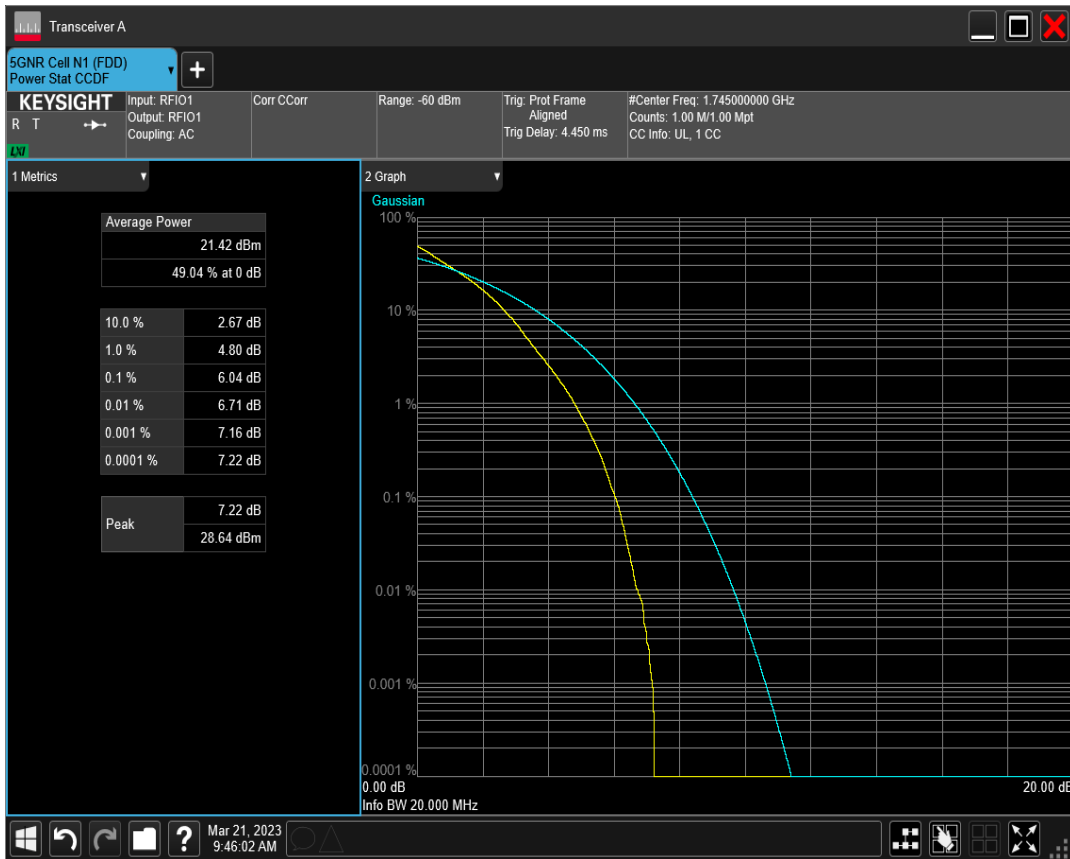 Transceiver A
5GNR Cell N1 (FDD)
Power Stat CCDF
KEYSIGHT
R T
LXI
Input: RFIO1
Output: RFIO1
Coupling: AC
Corr CCorr
Range: -60 dBm
Trig: Prot Frame
Aligned
Trig Delay: 4.450 ms
#Center Freq: 1.745000000 GHz
Counts: 1.00 M/1.00 Mpt
CC Info: UL, 1 CC
1 Metrics
Average Power
21.42 dBm
49.04 % at 0 dB
10.0 % 2.67 dB
1.0 % 4.80 dB
0.1 % 6.04 dB
0.01 % 6.71 dB
0.001 % 7.16 dB
0.0001 % 7.22 dB
Peak
7.22 dB
28.64 dBm
2 Graph
Gaussian
100 %
10 %
1 %
0.1 %
0.01 %
0.001 %
0.0001 %
0.00 dB
20.00 dB
Info BW 20.000 MHz
?
Mar 21, 2023
9:46:02 AM